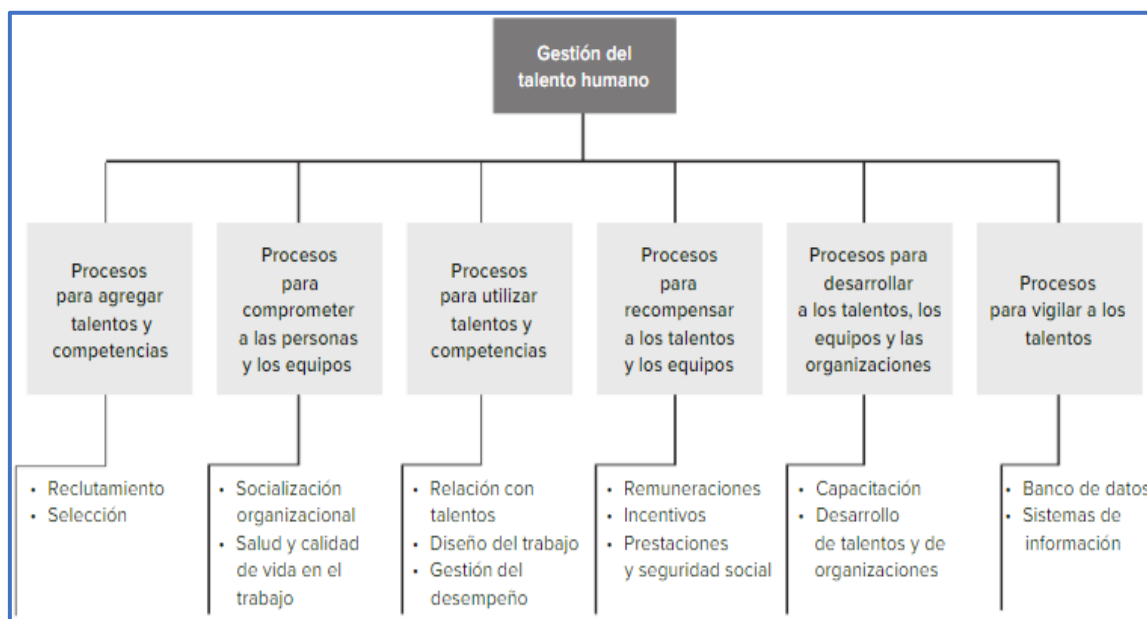 Gestión del
talento humano
Procesos
para agregar
talentos y
competencias
Procesos
para
comprometer
a las personas
y los equipos
Procesos
para utilizar
talentos y
competencias
Procesos
para
recompensar
a los talentos
y los equipos
Procesos para
desarrollar
a los talentos, los
equipos y las
organizaciones
Procesos
para vigilar a los
talentos
• Reclutamiento
• Selección
• Socialización
organizacional
• Salud y calidad
de vida en el
trabajo
• Relación con
talentos
• Diseño del trabajo
• Gestión del
desempeño
• Remuneraciones
• Incentivos
• Prestaciones
y seguridad social
• Capacitación
• Desarrollo
de talentos y de
organizaciones
• Banco de datos
• Sistemas de
información